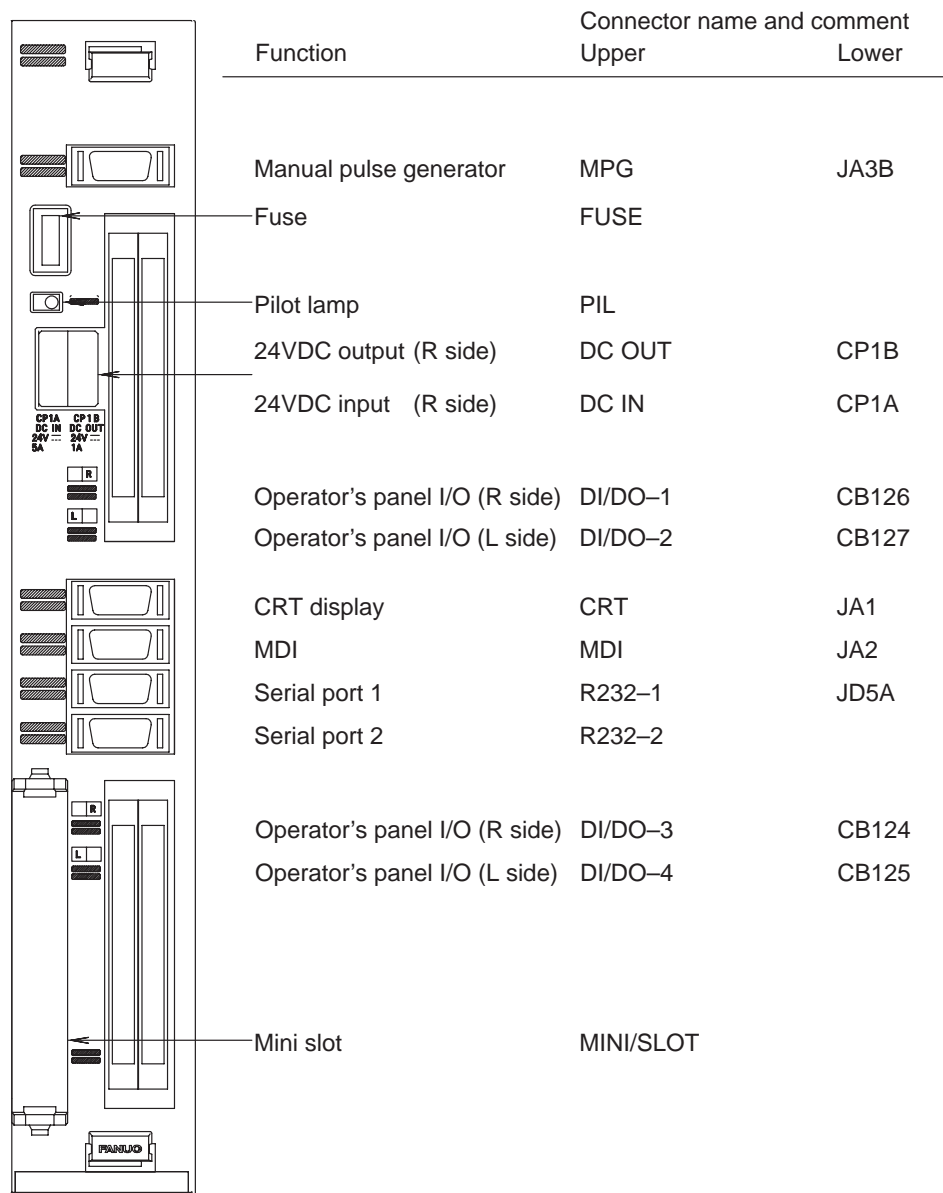 Connector name and comment
Function Upper Lower
Manual pulse generator MPG JA3B
Fuse FUSE
Pilot lamp PIL
24VDC output (R side) DC OUT CP1B
24VDC input (R side) DC IN CP1A
CP1A CP1B
DC IN DC OUT
24V 24V
5A 1A
R
Operator’s panel I/O (R side) DI/DO–1 CB126
L
Operator’s panel I/O (L side) DI/DO–2 CB127
CRT display CRT JA1
MDI MDI JA2
Serial port 1 R232–1 JD5A
Serial port 2 R232–2
R
Operator’s panel I/O (R side) DI/DO–3 CB124
L
Operator’s panel I/O (L side) DI/DO–4 CB125
Mini slot MINI/SLOT
FANUC